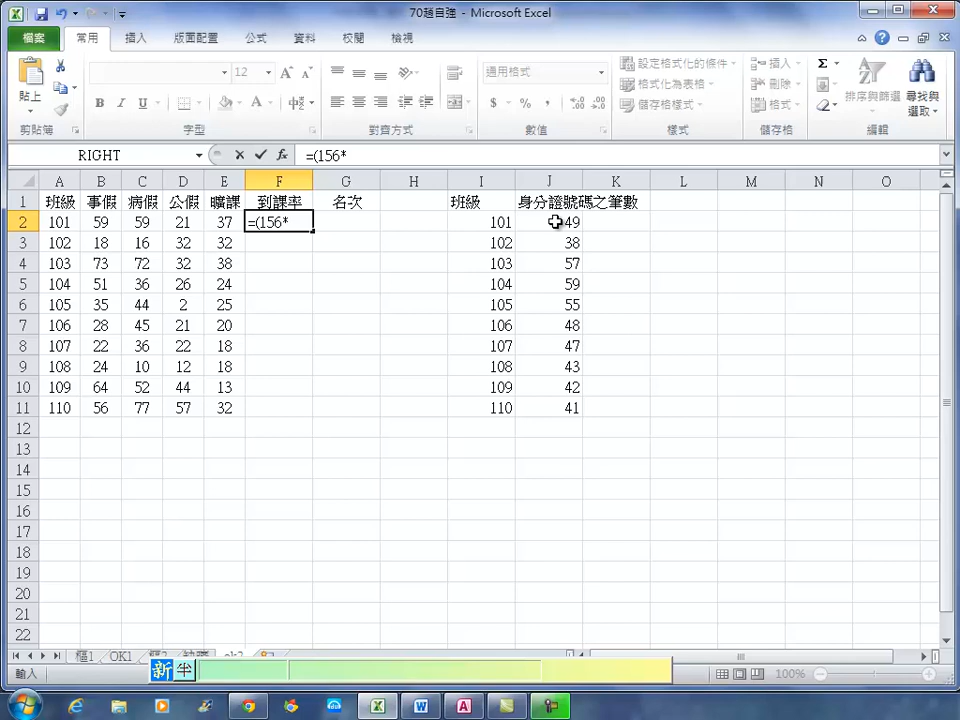 70趟自強 - Microsoft Excel
檔案 常用 插入 版面配置 公式 資料 校閱 檢視
貼上 12 通用格式 設定格式化的條件 插入 Σ
B I U A 中 $ % , 格式化為表格 刪除 排序與篩選 尋找與選取
儲存格樣式 格式
剪貼簿 字型 對齊方式 數值 樣式 儲存格 編輯
RIGHT fx =(156*
A B C D E F G H I J K L M N O
1 班級 事假 病假 公假 曠課 到課率 名次 班級 身分證號碼之筆數
2 101 59 59 21 37 =(156* 101 49
3 102 18 16 32 32 102 38
4 103 73 72 32 38 103 57
5 104 51 36 26 24 104 59
6 105 35 44 2 25 105 55
7 106 28 45 21 20 106 48
8 107 22 36 22 18 107 47
9 108 24 10 12 18 108 43
10 109 64 52 44 13 109 42
11 110 56 77 57 32 110 41
12
13
14
15
16
17
18
19
20
21
22
OK1
新 半
輸入 100%